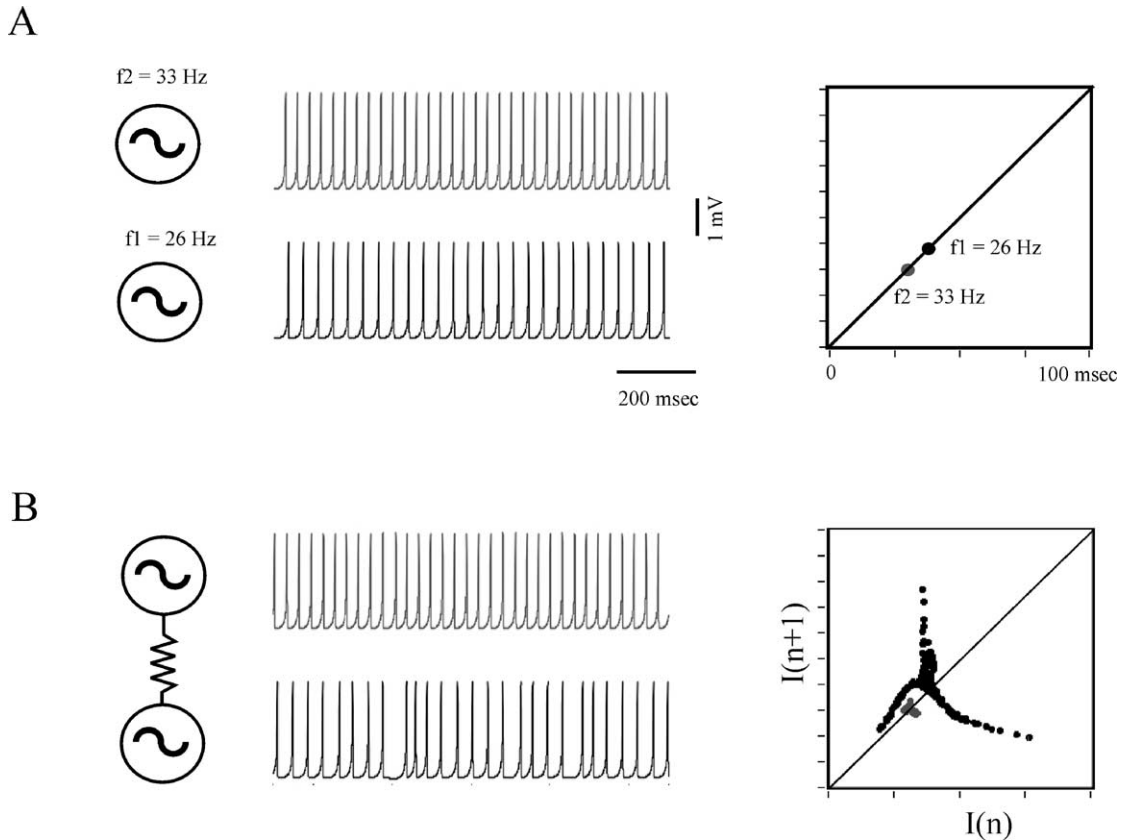 A
f2 = 33 Hz
f1 = 26 Hz
1 mV
200 msec
f1 = 26 Hz
f2 = 33 Hz
0
100 msec
B
I(n+1)
I(n)